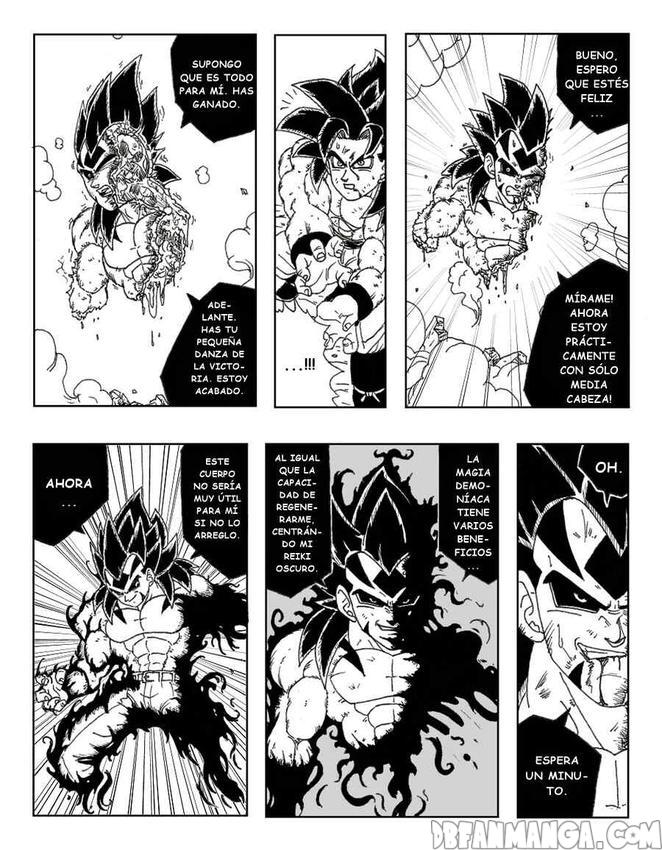 BUENO,
ESPERO
QUE ESTÉS
FELIZ
...
MÍRAME!
AHORA
ESTOY
PRÁCTI-
CAMENTE
CON SÓLO
MEDIA
CABEZA!
...!!!
SUPONGO
QUE ES TODO
PARA MÍ. HAS
GANADO.
ADE-
LANTE.
HAS TU
PEQUEÑA
DANZA DE
LA VICTO-
RIA. ESTOY
ACABADO.
OH.
ESPERA
UN MINU-
TO.
LA
MAGIA
DEMO-
NÍACA
TIENE
VARIOS
BENE-
FICIOS
...
AL IGUAL
QUE LA
CAPACI-
DAD DE
REGENE-
RARME,
CENTRÁN-
DO MI
REIKI
OSCURO.
ESTE
CUERPO
NO SERÍA
MUY ÚTIL
PARA MÍ
SI NO LO
ARREGLO.
AHORA
...
DBFANMANGA.COM